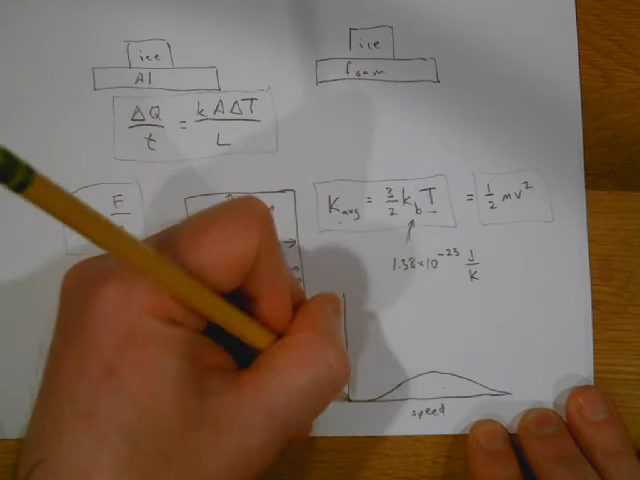 ice
Al
ice
foam
ΔQ/t = kAΔT/L
F
K_avg = 3/2 k_b T = 1/2 mv²
1.38×10⁻²³ J/K
speed